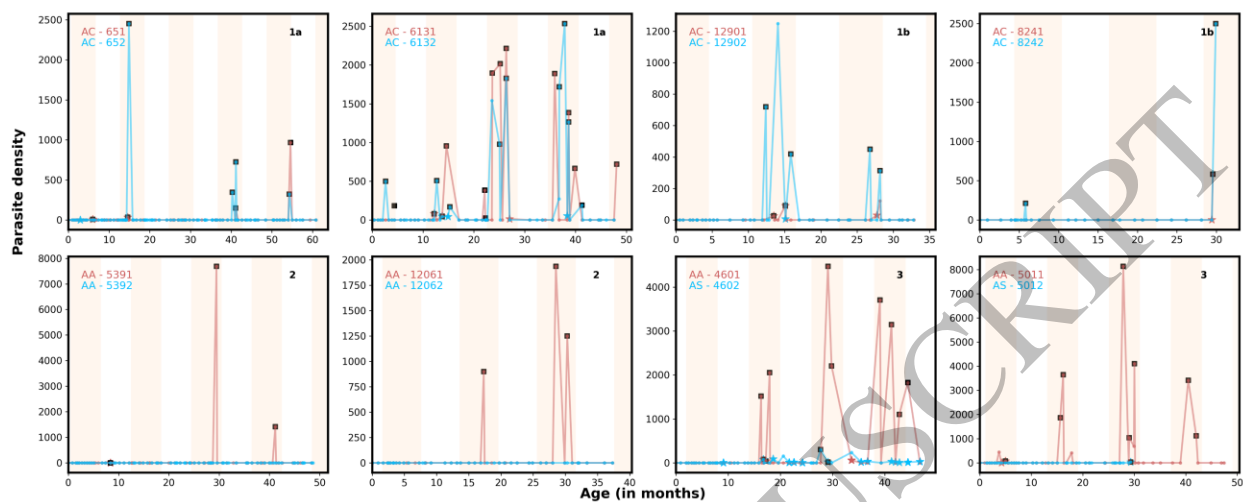 AC - 651
AC - 652
1a
2500
2000
1500
1000
500
0
0 10 20 30 40 50 60
AC - 6131
AC - 6132
1a
2500
2000
1500
1000
500
0
0 10 20 30 40 50
AC - 12901
AC - 12902
1b
1200
1000
800
600
400
200
0
0 5 10 15 20 25 30 35
AC - 8241
AC - 8242
1b
2500
2000
1500
1000
500
0
0 5 10 15 20 25 30
Parasite density
AA - 5391
AA - 5392
2
8000
7000
6000
5000
4000
3000
2000
1000
0
0 10 20 30 40 50
AA - 12061
AA - 12062
2
2000
1750
1500
1250
1000
750
500
250
0
0 5 10 15 20 25 30 35 40
AA - 4601
AS - 4602
3
4000
3000
2000
1000
0
0 10 20 30 40
AA - 5011
AS - 5012
3
8000
7000
6000
5000
4000
3000
2000
1000
0
0 10 20 30 40 50
Age (in months)
USCRIPT